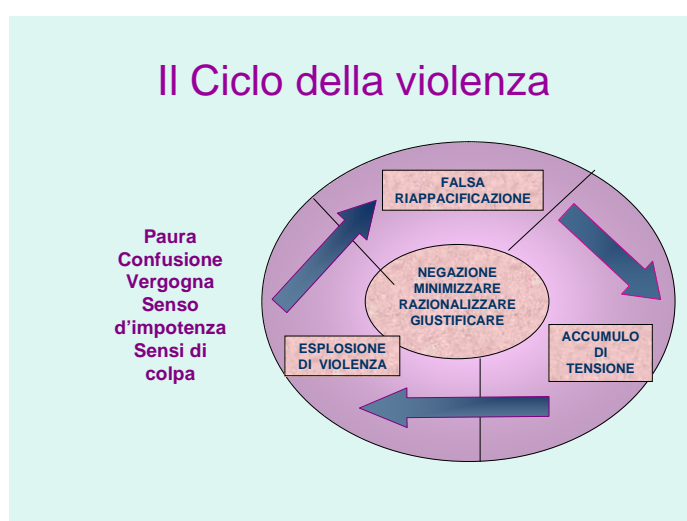 Il Ciclo della violenza
FALSA
RIAPPACIFICAZIONE
Paura
Confusione
Vergogna
Senso
d'impotenza
Sensi di
colpa
NEGAZIONE
MINIMIZZARE
RAZIONALIZZARE
GIUSTIFICARE
ESPLOSIONE
DI VIOLENZA
ACCUMULO
DI
TENSIONE